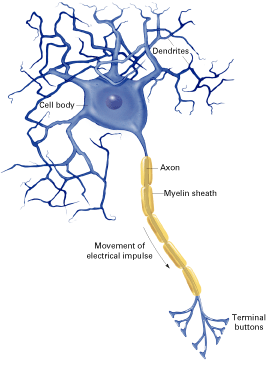 Dendrites
Cell body
Axon
Myelin sheath
Movement of
electrical impulse
Terminal
buttons